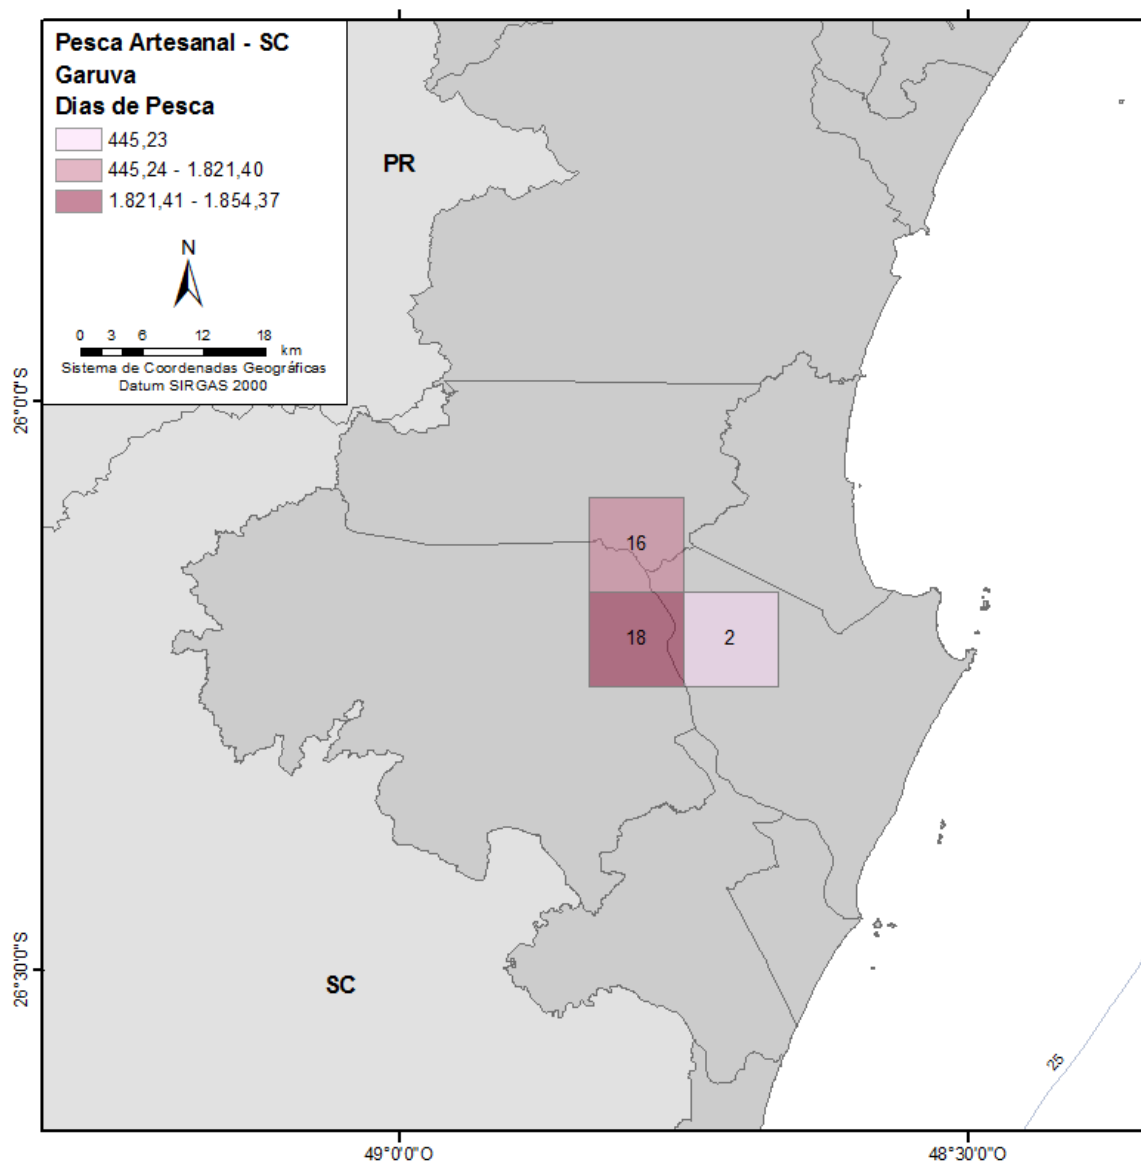 Pesca Artesanal - SC
Garuva
Dias de Pesca
445,23
445,24 - 1.821,40
1.821,41 - 1.854,37
N
0 3 6 12 18
km
Sistema de Coordenadas Geográficas
Datum SIRGAS 2000
PR
26°0'0"S
16
18 2
26°30'0"S
SC
25
49°0'0"O 48°30'0"O